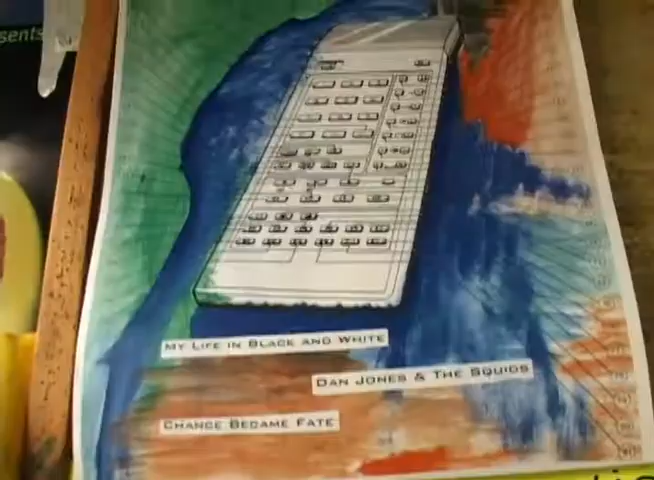 sents
MY LIFE IN BLACK AND WHITE
DAN JONES & THE SQUIDS
CHANCE BECAME FATE